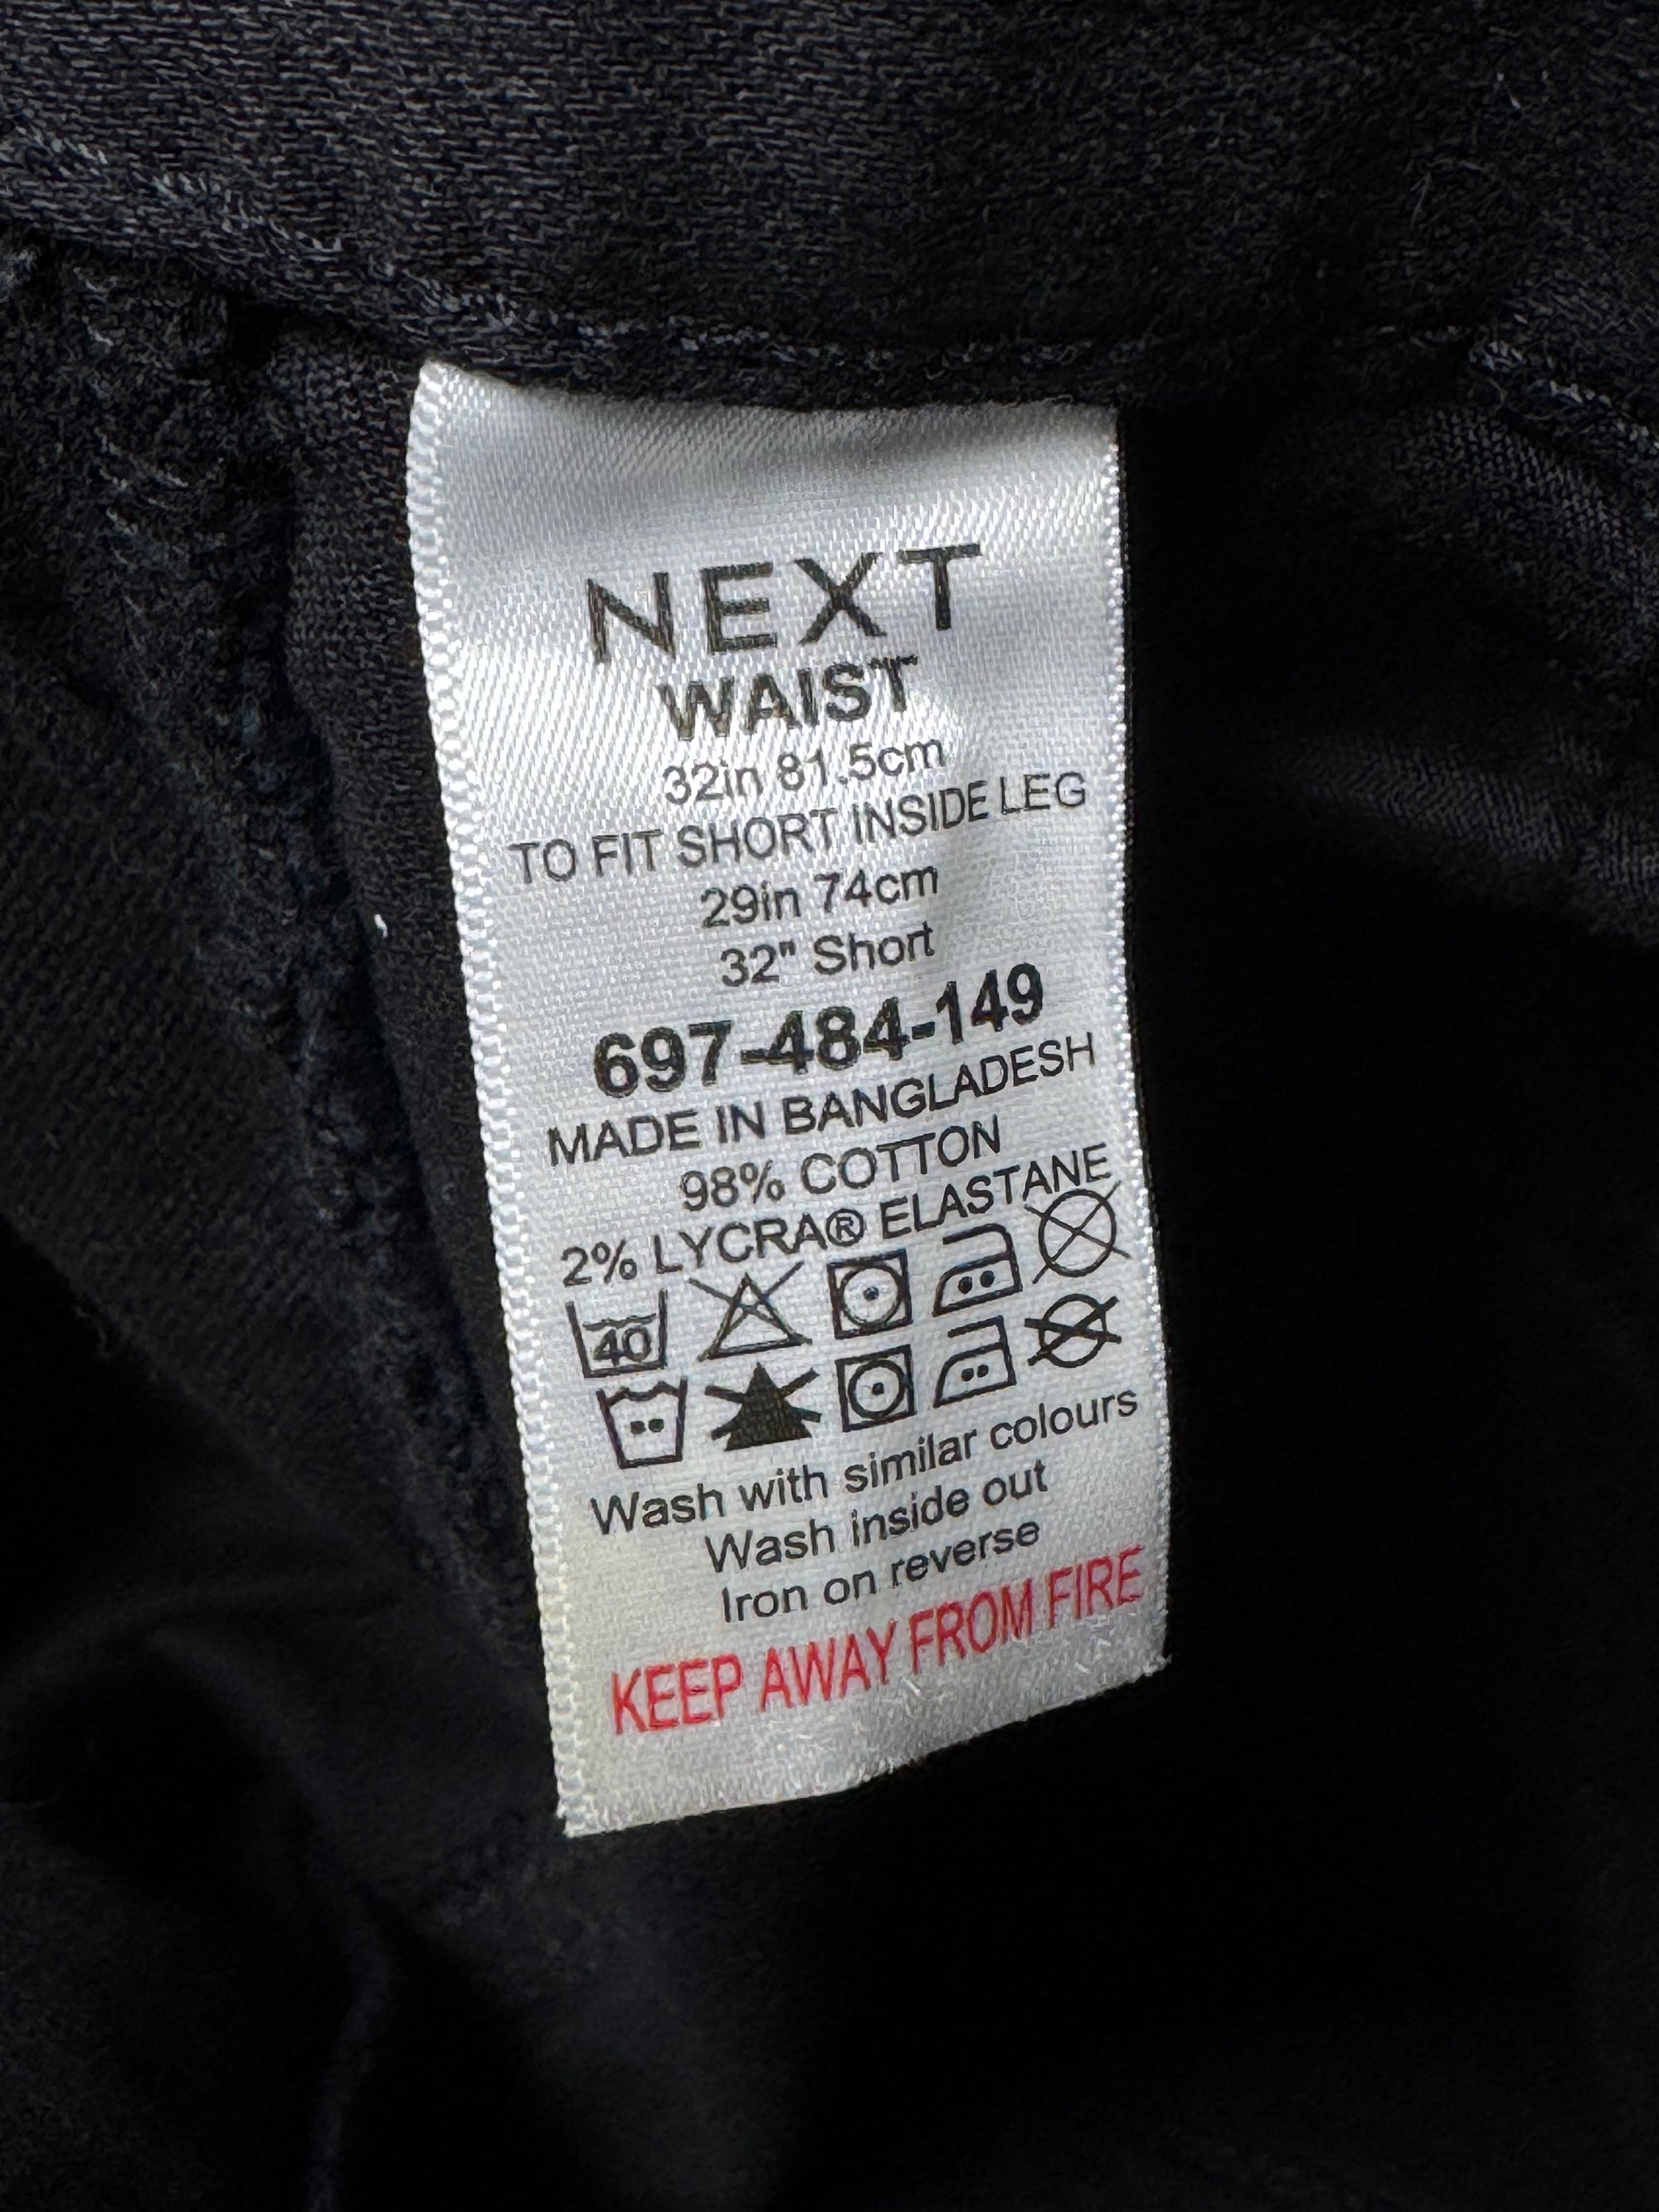 NEXT
WAIST
32in 81.5cm
TO FIT SHORT INSIDE LEG
29in 74cm
32" Short
697-484-149
MADE IN BANGLADESH
98% COTTON
2% LYCRA® ELASTANE
40
Wash with similar colours
Wash inside out
Iron on reverse
KEEP AWAY FROM FIRE